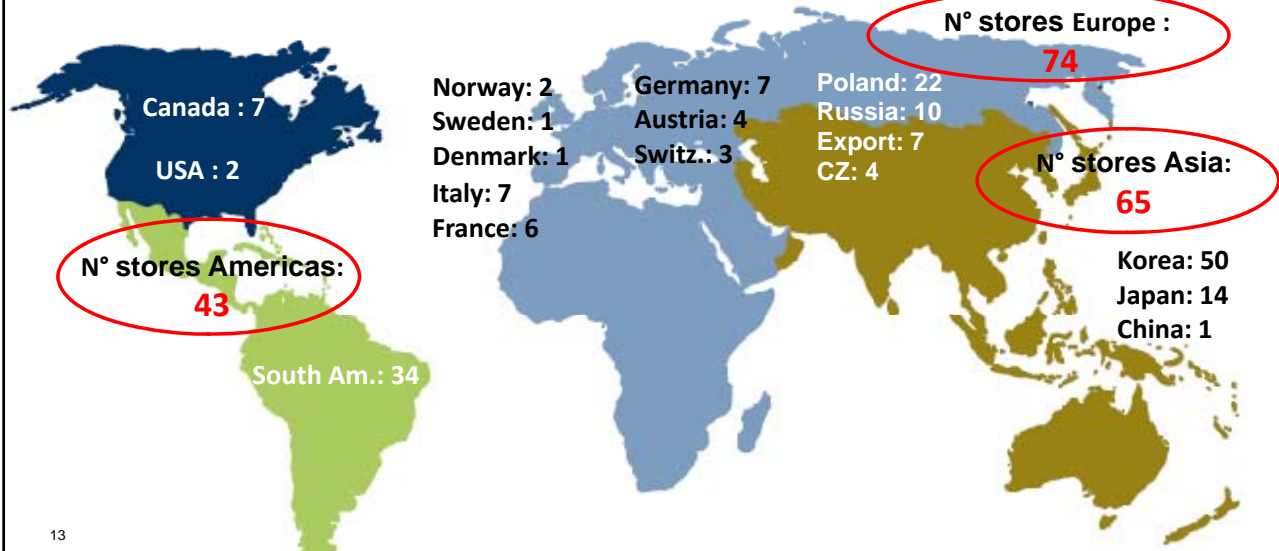 N° stores Europe :
74
Canada : 7
USA : 2
N° stores Americas:
43
South Am.: 34
Norway: 2
Sweden: 1
Denmark: 1
Italy: 7
France: 6
Germany: 7
Austria: 4
Switz.: 3
Poland: 22
Russia: 10
Export: 7
CZ: 4
N° stores Asia:
65
Korea: 50
Japan: 14
China: 1
13